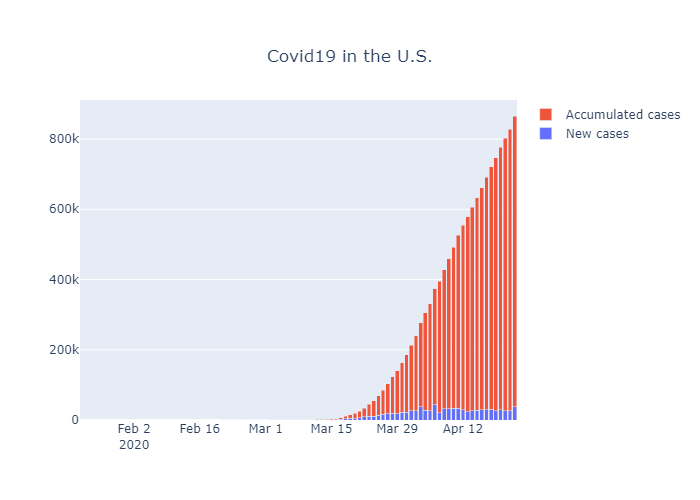 Covid19 in the U.S.
Accumulated cases
New cases
800k
600k
400k
200k
0
Feb 2
2020
Feb 16
Mar 1
Mar 15
Mar 29
Apr 12